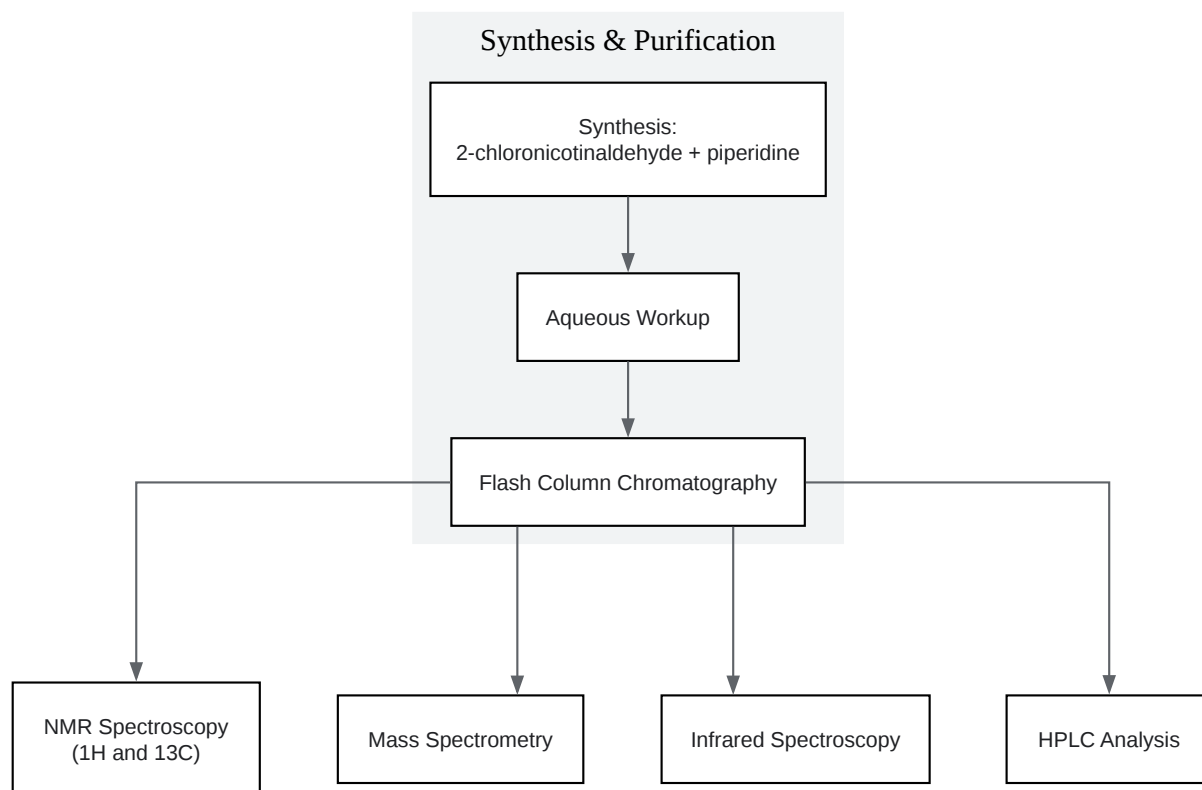 Synthesis & Purification
Synthesis:
2-chloronicotinaldehyde + piperidine
Aqueous Workup
Flash Column Chromatography
NMR Spectroscopy
(1H and 13C)
Mass Spectrometry
Infrared Spectroscopy
HPLC Analysis